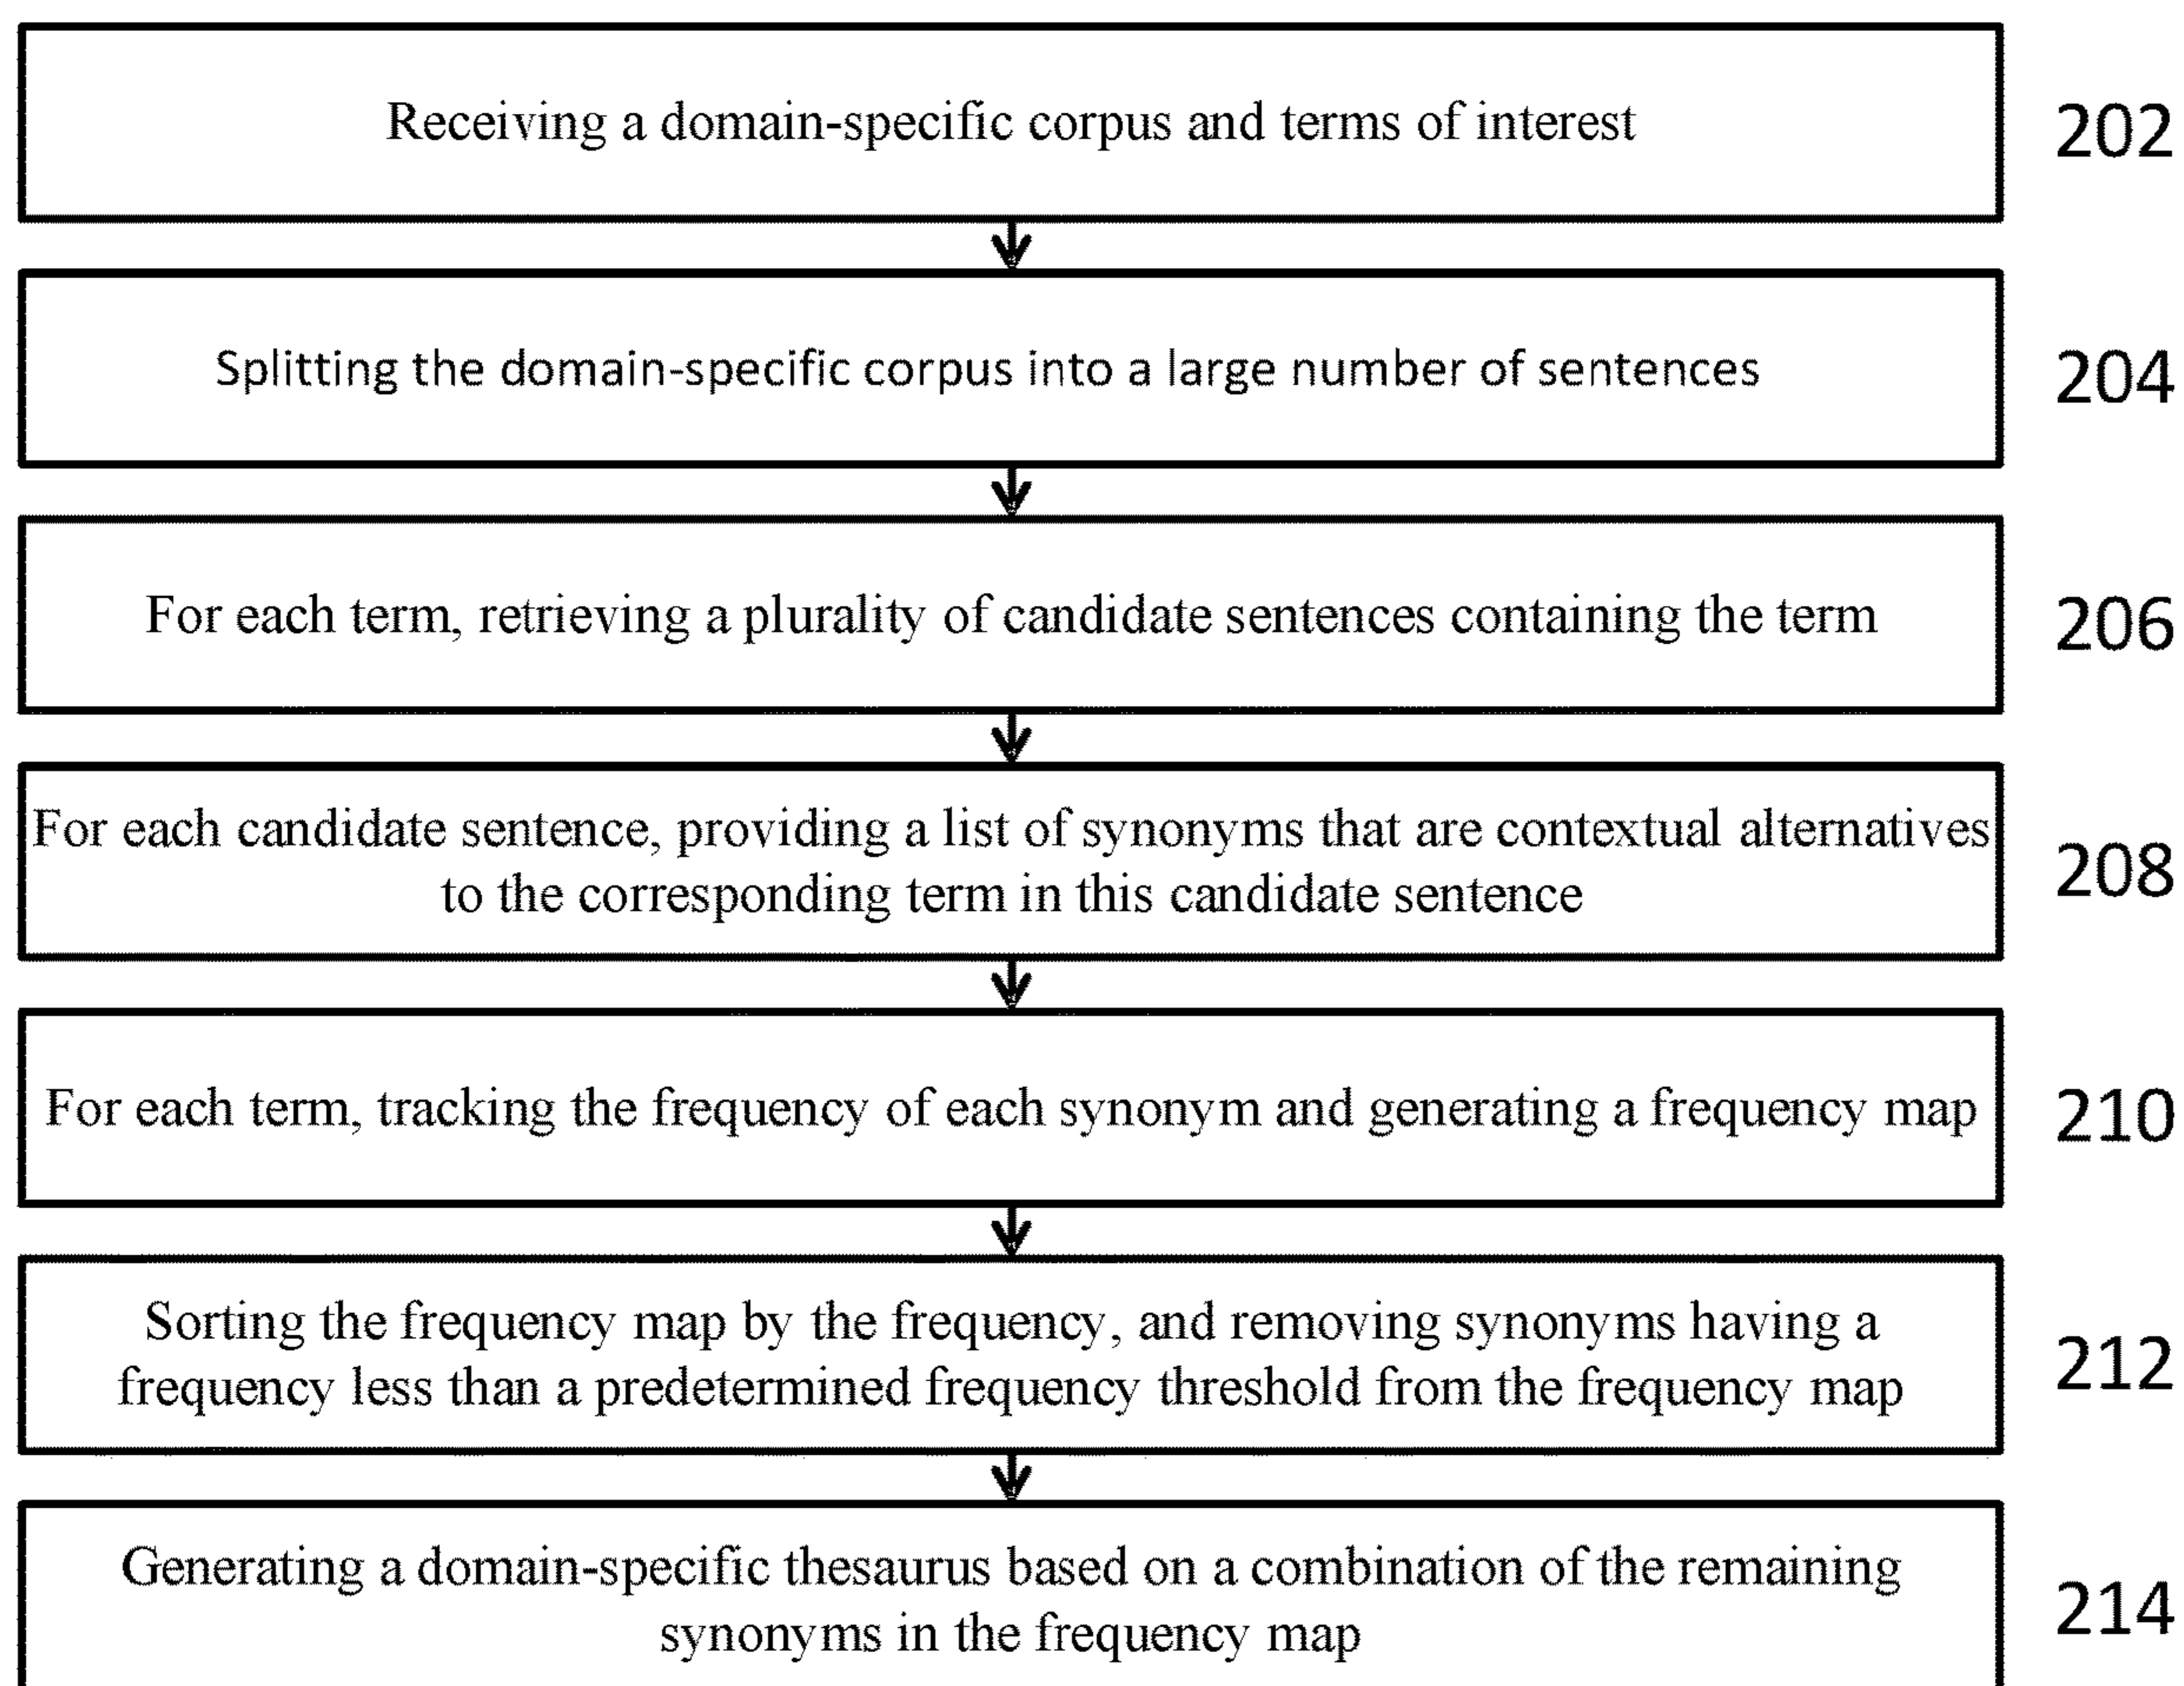 Receiving a domain-specific corpus and terms of interest
202
Splitting the domain-specific corpus into a large number of sentences
204
For each term, retrieving a plurality of candidate sentences containing the term
206
For each candidate sentence, providing a list of synonyms that are contextual alternatives
to the corresponding term in this candidate sentence
208
For each term, tracking the frequency of each synonym and generating a frequency map
210
Sorting the frequency map by the frequency, and removing synonyms having a
frequency less than a predetermined frequency threshold from the frequency map
212
Generating a domain-specific thesaurus based on a combination of the remaining
synonyms in the frequency map
214